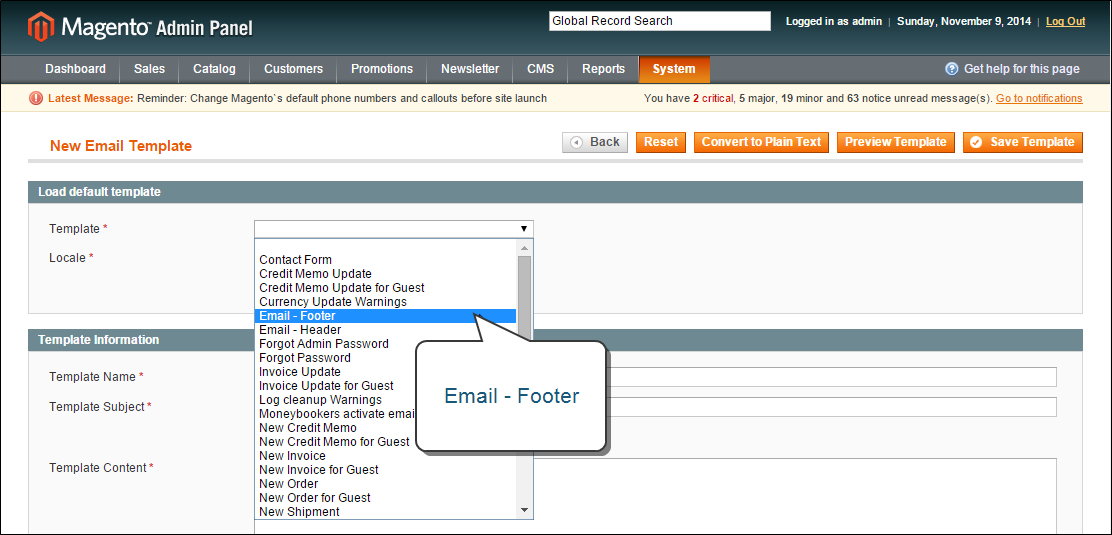 Magento™ Admin Panel
Global Record Search
Logged in as admin | Sunday, November 9, 2014 | Log Out
Dashboard Sales Catalog Customers Promotions Newsletter CMS Reports System Get help for this page
Latest Message: Reminder: Change Magento`s default phone numbers and callouts before site launch
You have 2 critical, 5 major, 19 minor and 63 notice unread message(s). Go to notifications
New Email Template
Back Reset Convert to Plain Text Preview Template Save Template
Load default template
Template *
Locale *
Contact Form
Credit Memo Update
Credit Memo Update for Guest
Currency Update Warnings
Email - Footer
Email - Header
Forgot Admin Password
Forgot Password
Invoice Update
Invoice Update for Guest
Log cleanup Warnings
Moneybookers activate emai
New Credit Memo
New Credit Memo for Guest
New Invoice
New Invoice for Guest
New Order
New Order for Guest
New Shipment
Email - Footer
Template Information
Template Name *
Template Subject *
Template Content *